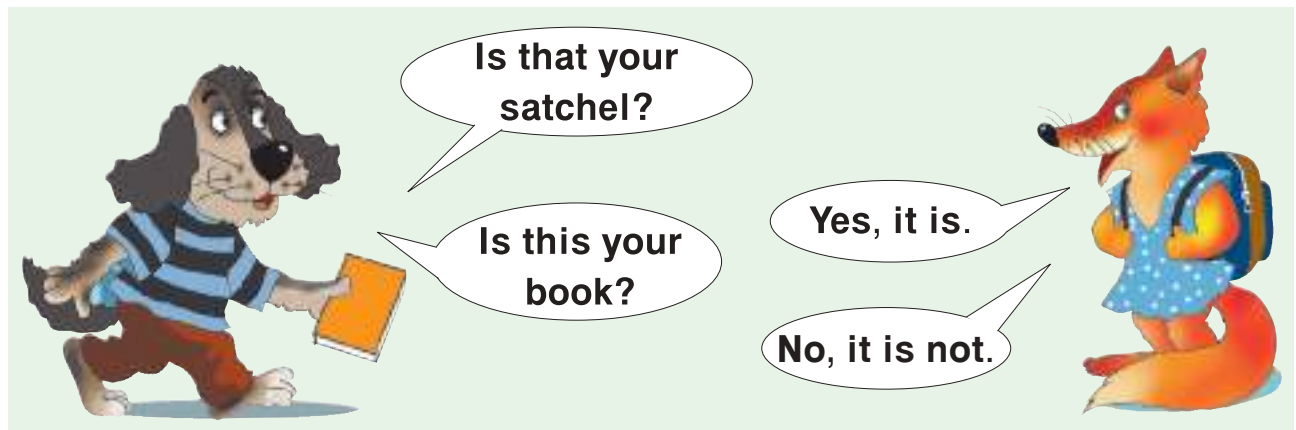 Is that your
satchel?
Yes, it is.
Is this your
book?
No, it is not.